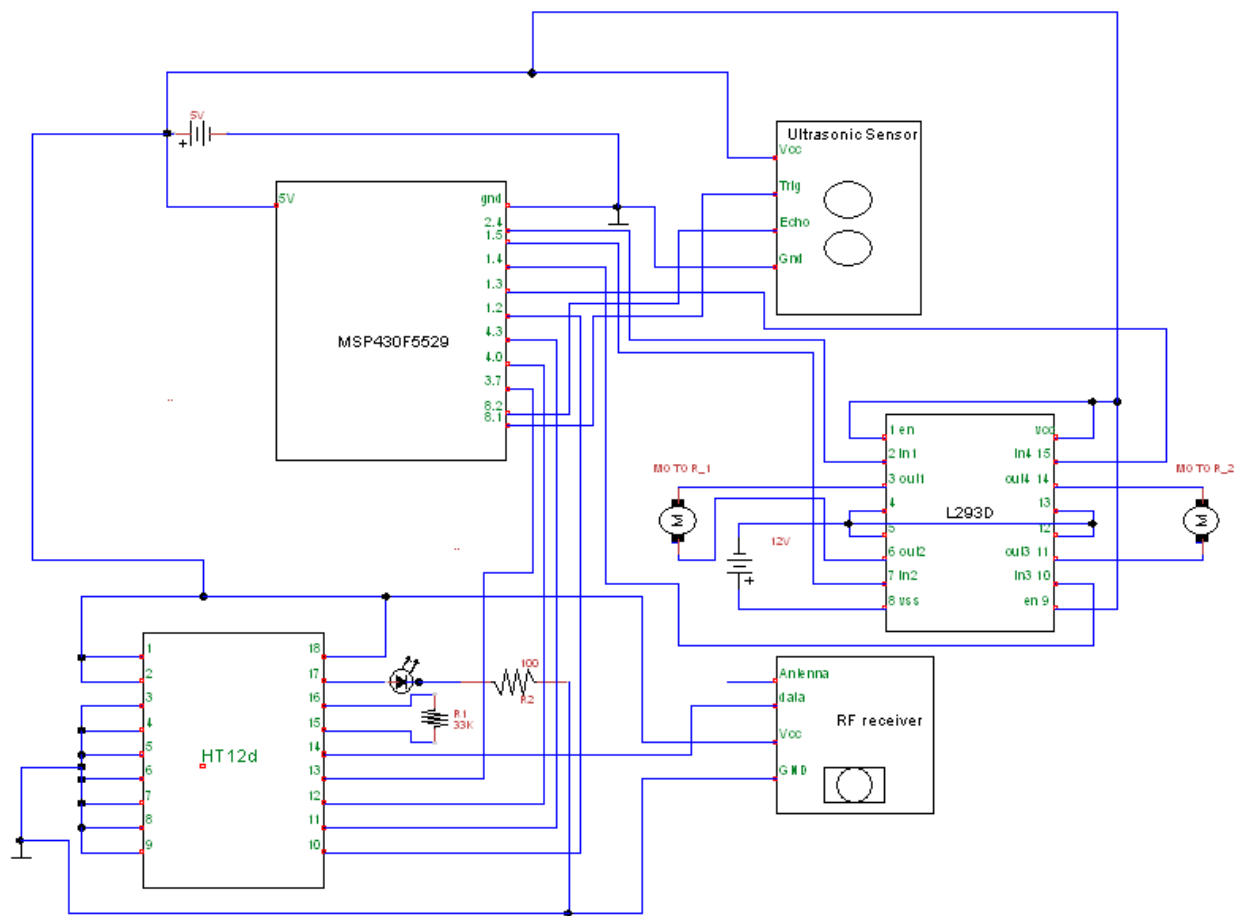 5V
Ultrasonic Sensor
Vcc
Trig
Echo
Gnd
5V
gnd
2.4
1.5
1.4
1.3
1.2
4.3
4.0
3.7
8.2
8.1
MSP430F5529
MOTOR_1
M
12V
1 en
2 In1
3 out1
4
5
6 out2
7 In2
8 vss
L293D
vcc
In4 15
out4 14
13
12
out3 11
In3 10
en 9
MOTOR_2
M
1
2
3
4
5
6
7
8
9
HT12d
18
17
16
15
14
13
12
11
10
100
R2
R1
33K
Antenna
data
Vcc
GND
RF receiver